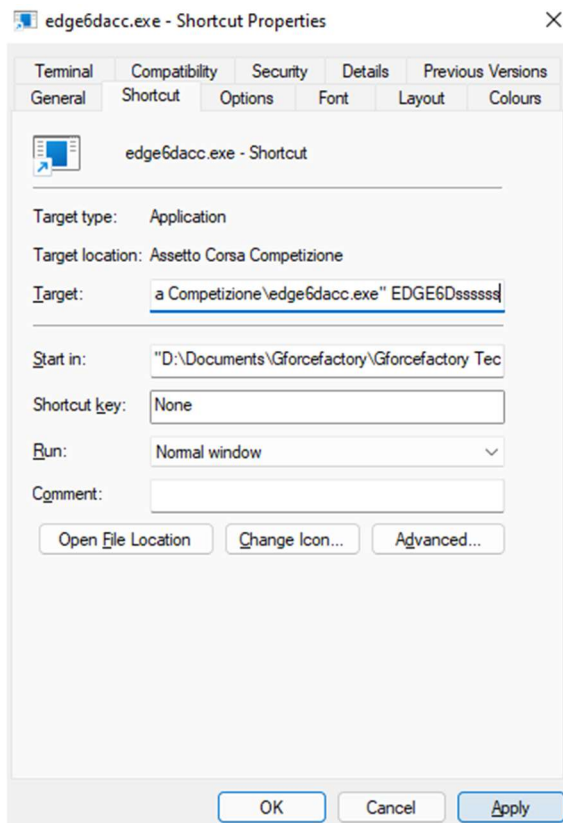 edge6dacc.exe - Shortcut Properties
Terminal Compatibility Security Details Previous Versions
General Shortcut Options Font Layout Colours
edge6dacc.exe - Shortcut
Target type: Application
Target location: Assetto Corsa Competizione
Target: a Competizione\edge6dacc.exe" EDGE6Dssssss
Start in: "D:\Documents\Gforcefactory\Gforcefactory Tec
Shortcut key: None
Run: Normal window
Comment:
Open File Location Change Icon... Advanced...
OK Cancel Apply